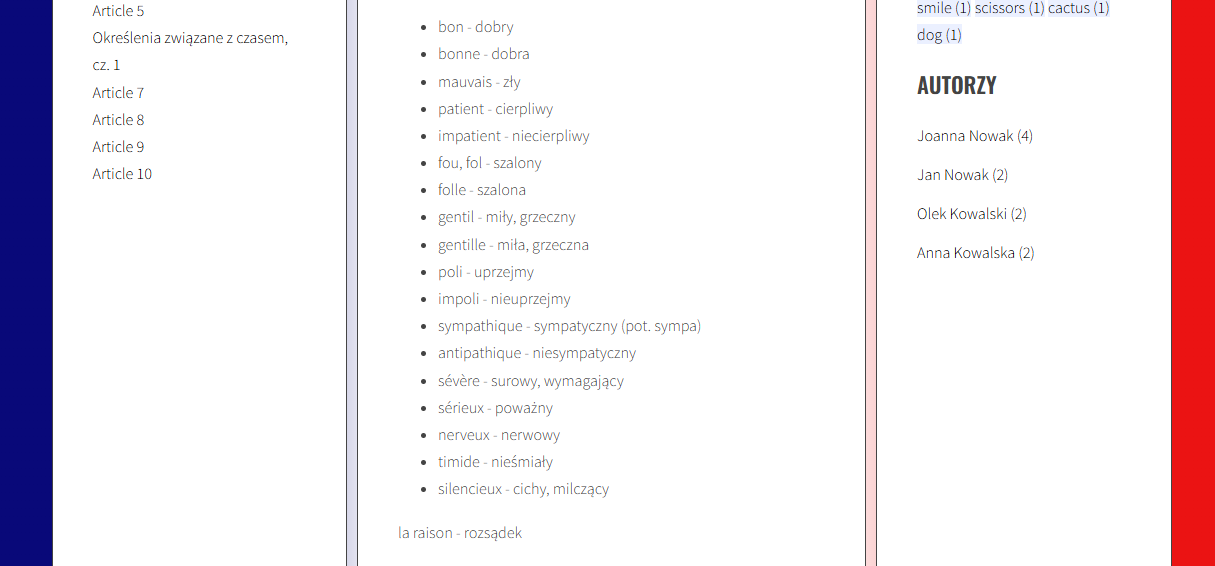 Article 5
Określenia związane z czasem,
cz. 1
Article 7
Article 8
Article 9
Article 10
bon - dobry
bonne - dobra
mauvais - zły
patient - cierpliwy
impatient - niecierpliwy
fou, fol - szalony
folle - szalona
gentil - miły, grzeczny
gentille - miła, grzeczna
poli - uprzejmy
impoli - nieuprzejmy
sympathique - sympatyczny (pot. sympa)
antipathique - niesympatyczny
sévère - surowy, wymagający
sérieux - poważny
nerveux - nerwowy
timide - nieśmiały
silencieux - cichy, milczący
la raison - rozsądek
smile (1) scissors (1) cactus (1)
dog (1)
AUTORZY
Joanna Nowak (4)
Jan Nowak (2)
Olek Kowalski (2)
Anna Kowalska (2)